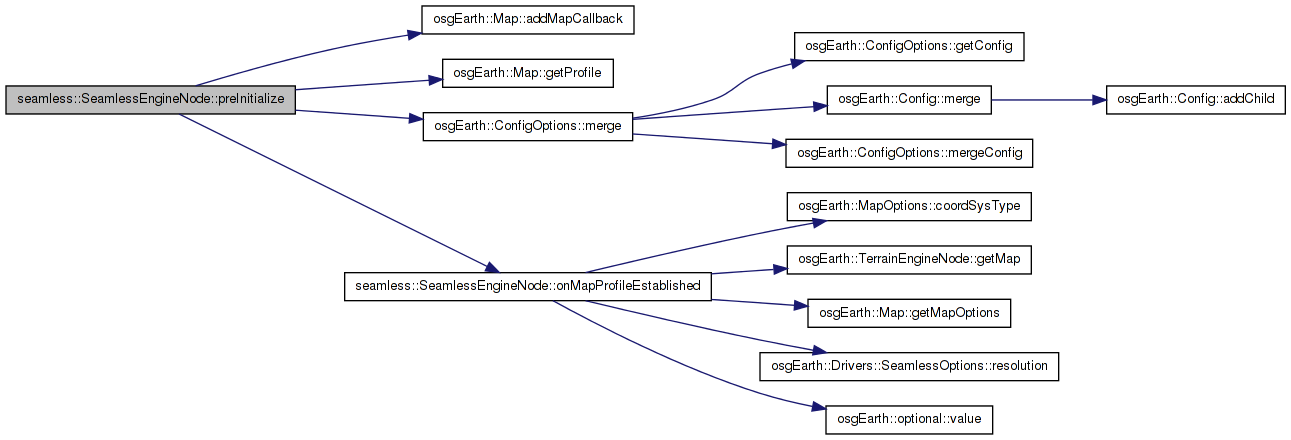 osgEarth::Map::addMapCallback
osgEarth::ConfigOptions::getConfig
osgEarth::Map::getProfile
seamless::SeamlessEngineNode::preInitialize
osgEarth::Config::merge
osgEarth::Config::addChild
osgEarth::ConfigOptions::merge
osgEarth::ConfigOptions::mergeConfig
osgEarth::MapOptions::coordSysType
osgEarth::TerrainEngineNode::getMap
seamless::SeamlessEngineNode::onMapProfileEstablished
osgEarth::Map::getMapOptions
osgEarth::Drivers::SeamlessOptions::resolution
osgEarth::optional::value